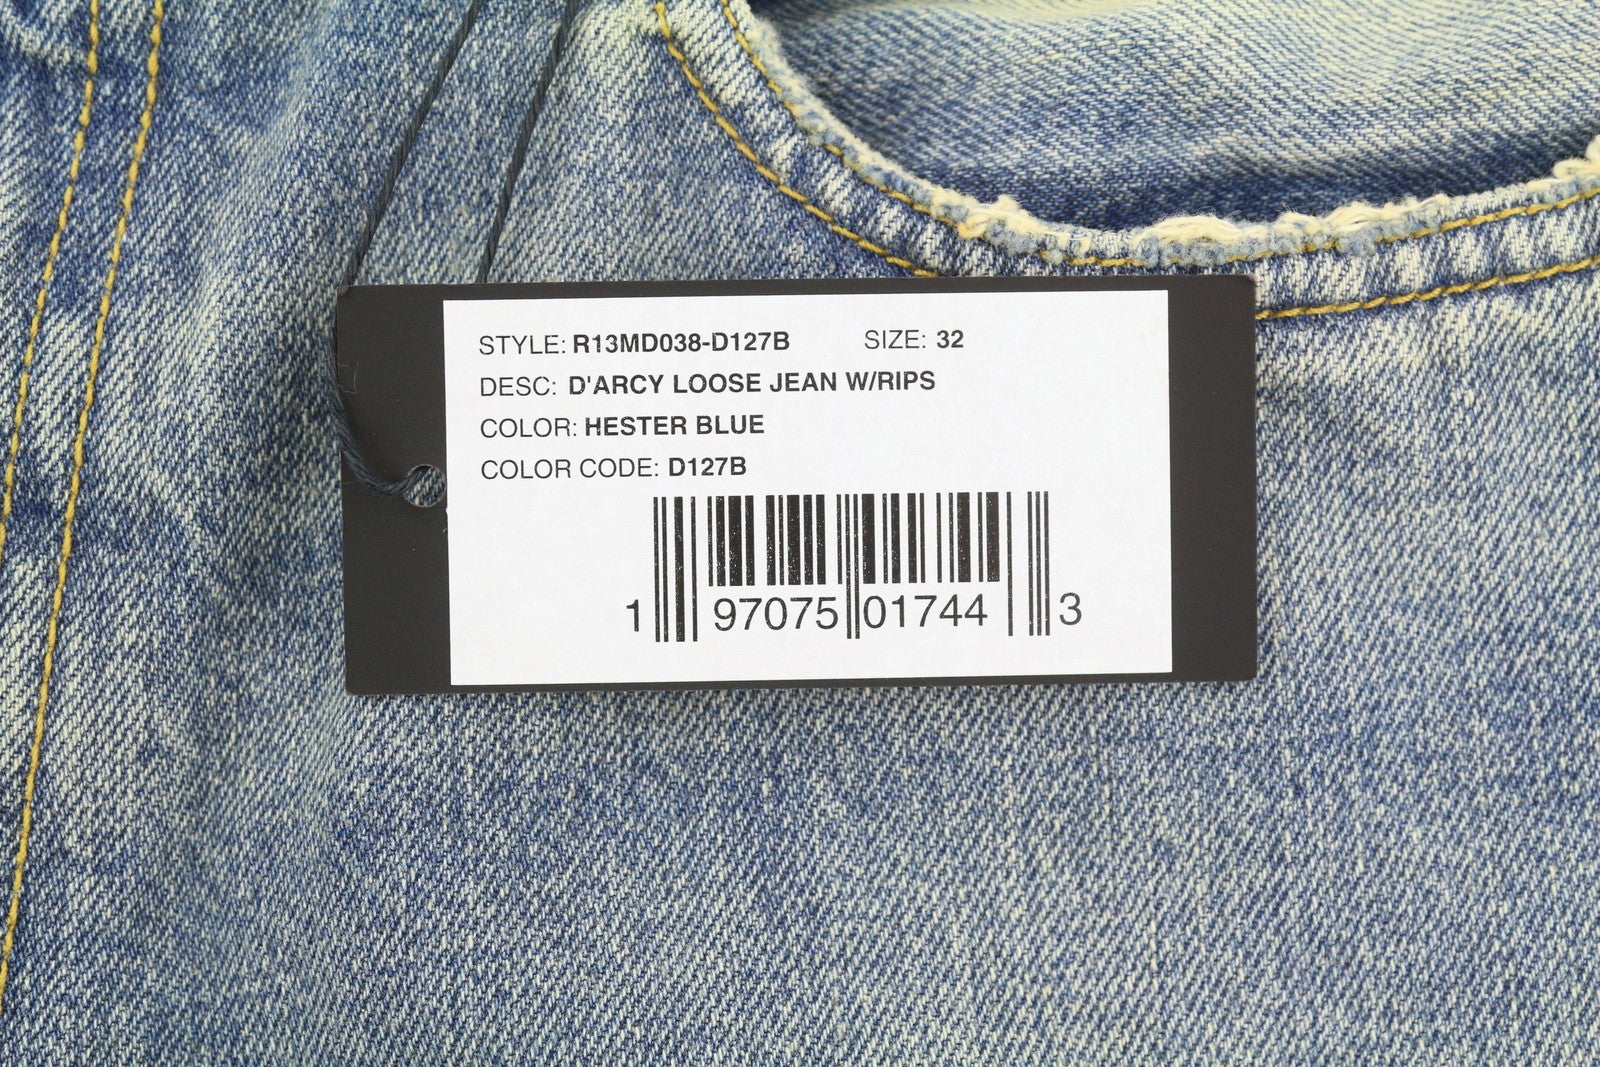 STYLE: R13MD038-D127B SIZE: 32
DESC: D'ARCY LOOSE JEAN W/RIPS
COLOR: HESTER BLUE
COLOR CODE: D127B
1 97075 01744 3